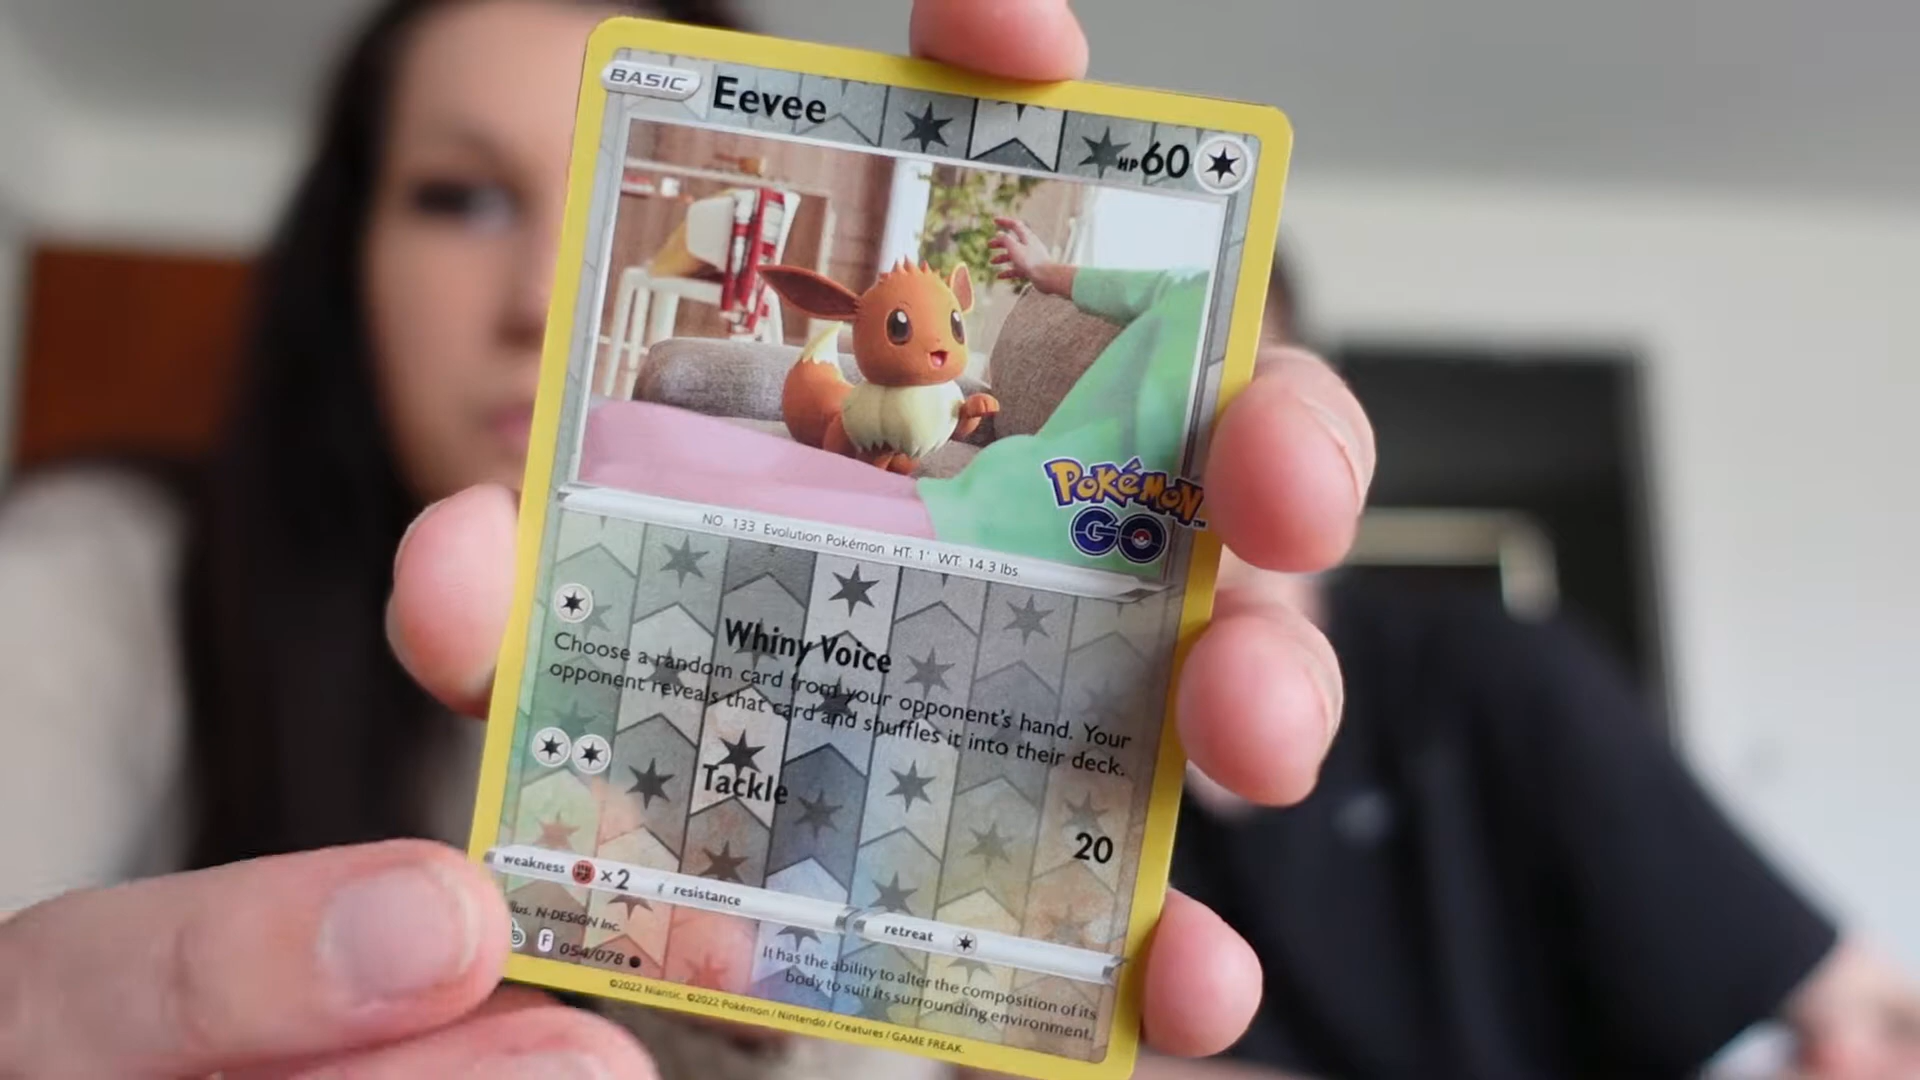 BASIC Eevee HP 60
POKÉMON
GO
NO. 133 Evolution Pokémon HT: 1' WT: 14.3 lbs
Whiny Voice
Choose a random card from your opponent's hand. Your
opponent reveals that card and shuffles it into their deck.
Tackle
20
weakness ×2 resistance
retreat
illus. N-DESIGN Inc.
F 054/078
It has the ability to alter the composition of its
body to suit its surrounding environment.
©2022 Niantic. ©2022 Pokémon / Nintendo / Creatures / GAME FREAK.